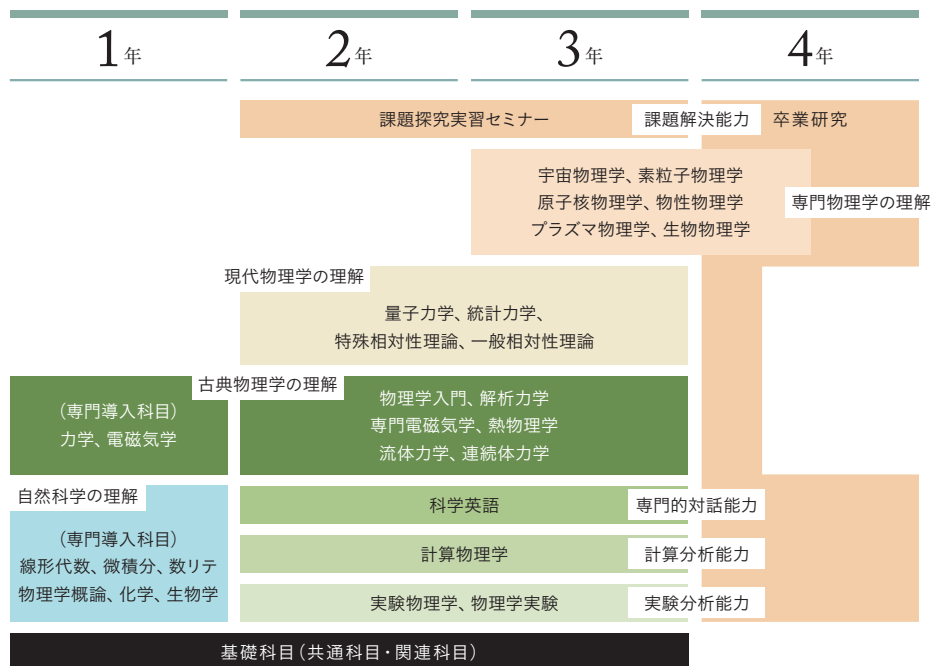 1年
2年
3年
4年
課題探究実習セミナー
課題解決能力
卒業研究
宇宙物理学、素粒子物理学
原子核物理学、物性物理学
プラズマ物理学、生物物理学
専門物理学の理解
現代物理学の理解
量子力学、統計力学、
特殊相対性理論、一般相対性理論
古典物理学の理解
(専門導入科目)
力学、電磁気学
物理学入門、解析力学
専門電磁気学、熱物理学
流体力学、連続体力学
自然科学の理解
(専門導入科目)
線形代数、微積分、数リテ
物理学概論、化学、生物学
科学英語
専門的対話能力
計算物理学
計算分析能力
実験物理学、物理学実験
実験分析能力
基礎科目(共通科目・関連科目)